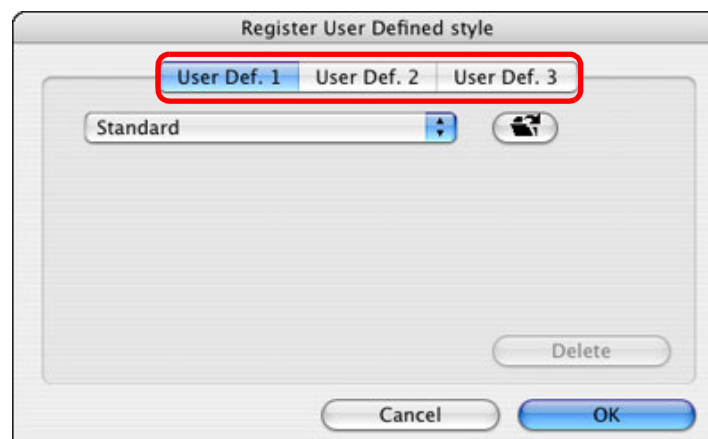 Register User Defined style
User Def. 1 User Def. 2 User Def. 3
Standard
Delete
Cancel OK